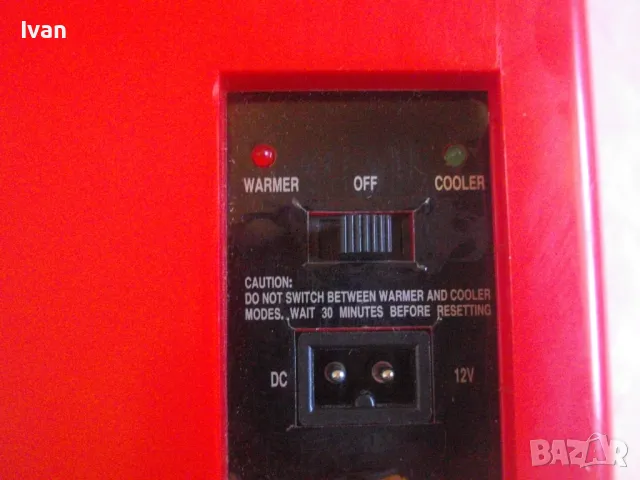 Ivan
WARMER OFF COOLER
CAUTION:
DO NOT SWITCH BETWEEN WARMER AND COOLER
MODES. WAIT 30 MINUTES BEFORE RESETTING
DC 12V
BAZAR